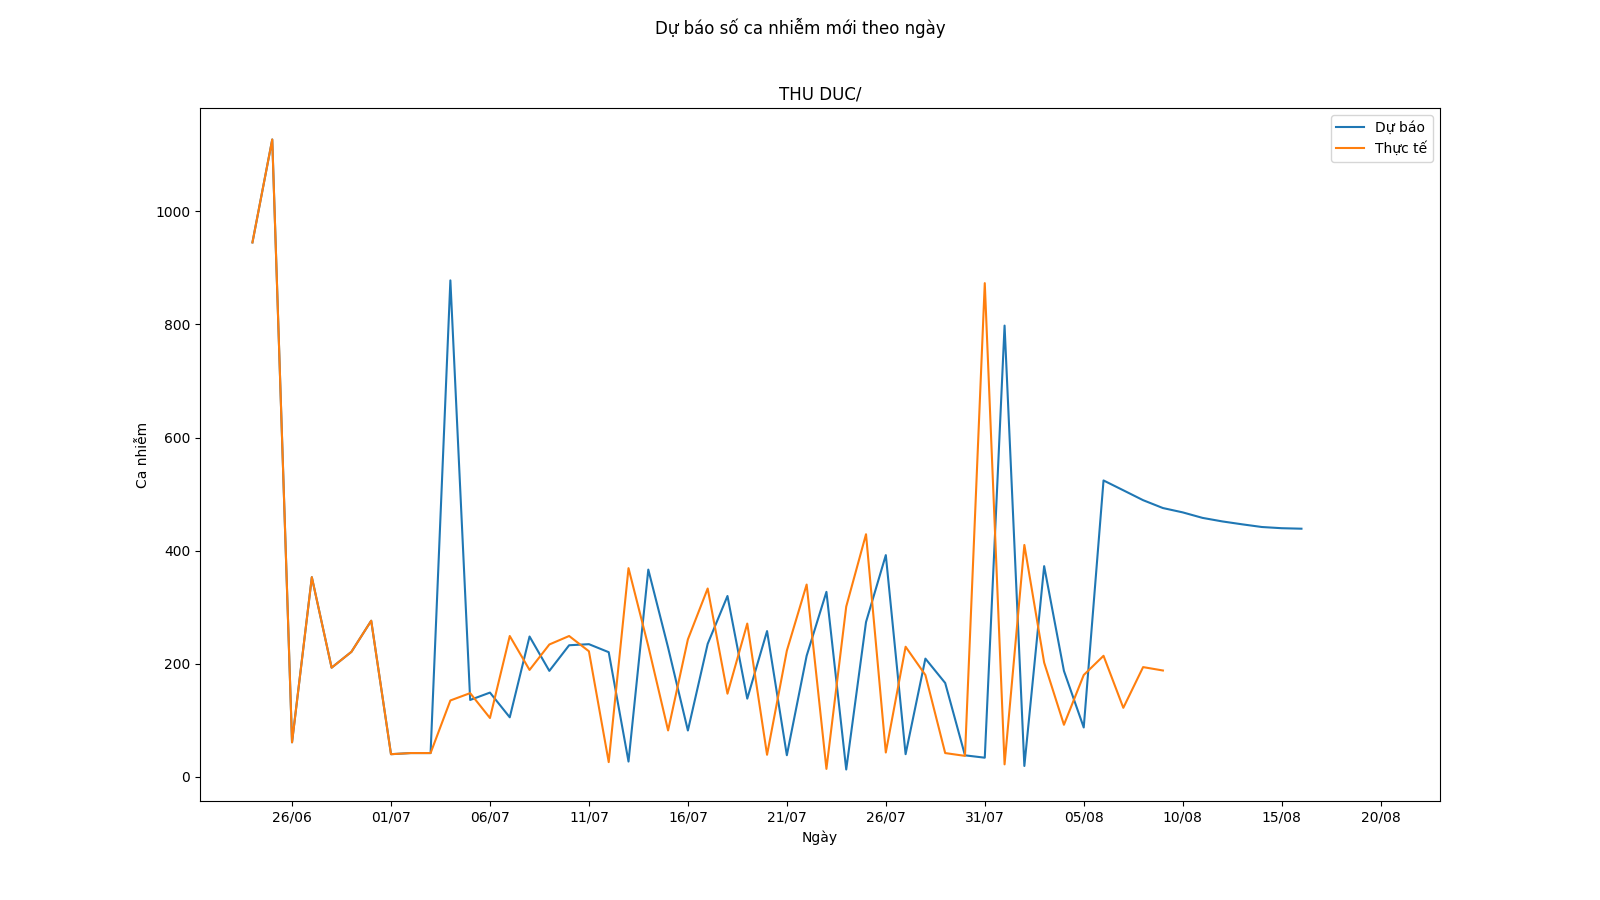 Dự báo số ca nhiễm mới theo ngày
THU DUC/
Dự báo
Thực tế
1000
800
600
400
200
0
Ca nhiễm
26/06 01/07 06/07 11/07 16/07 21/07 26/07 31/07 05/08 10/08 15/08 20/08
Ngày